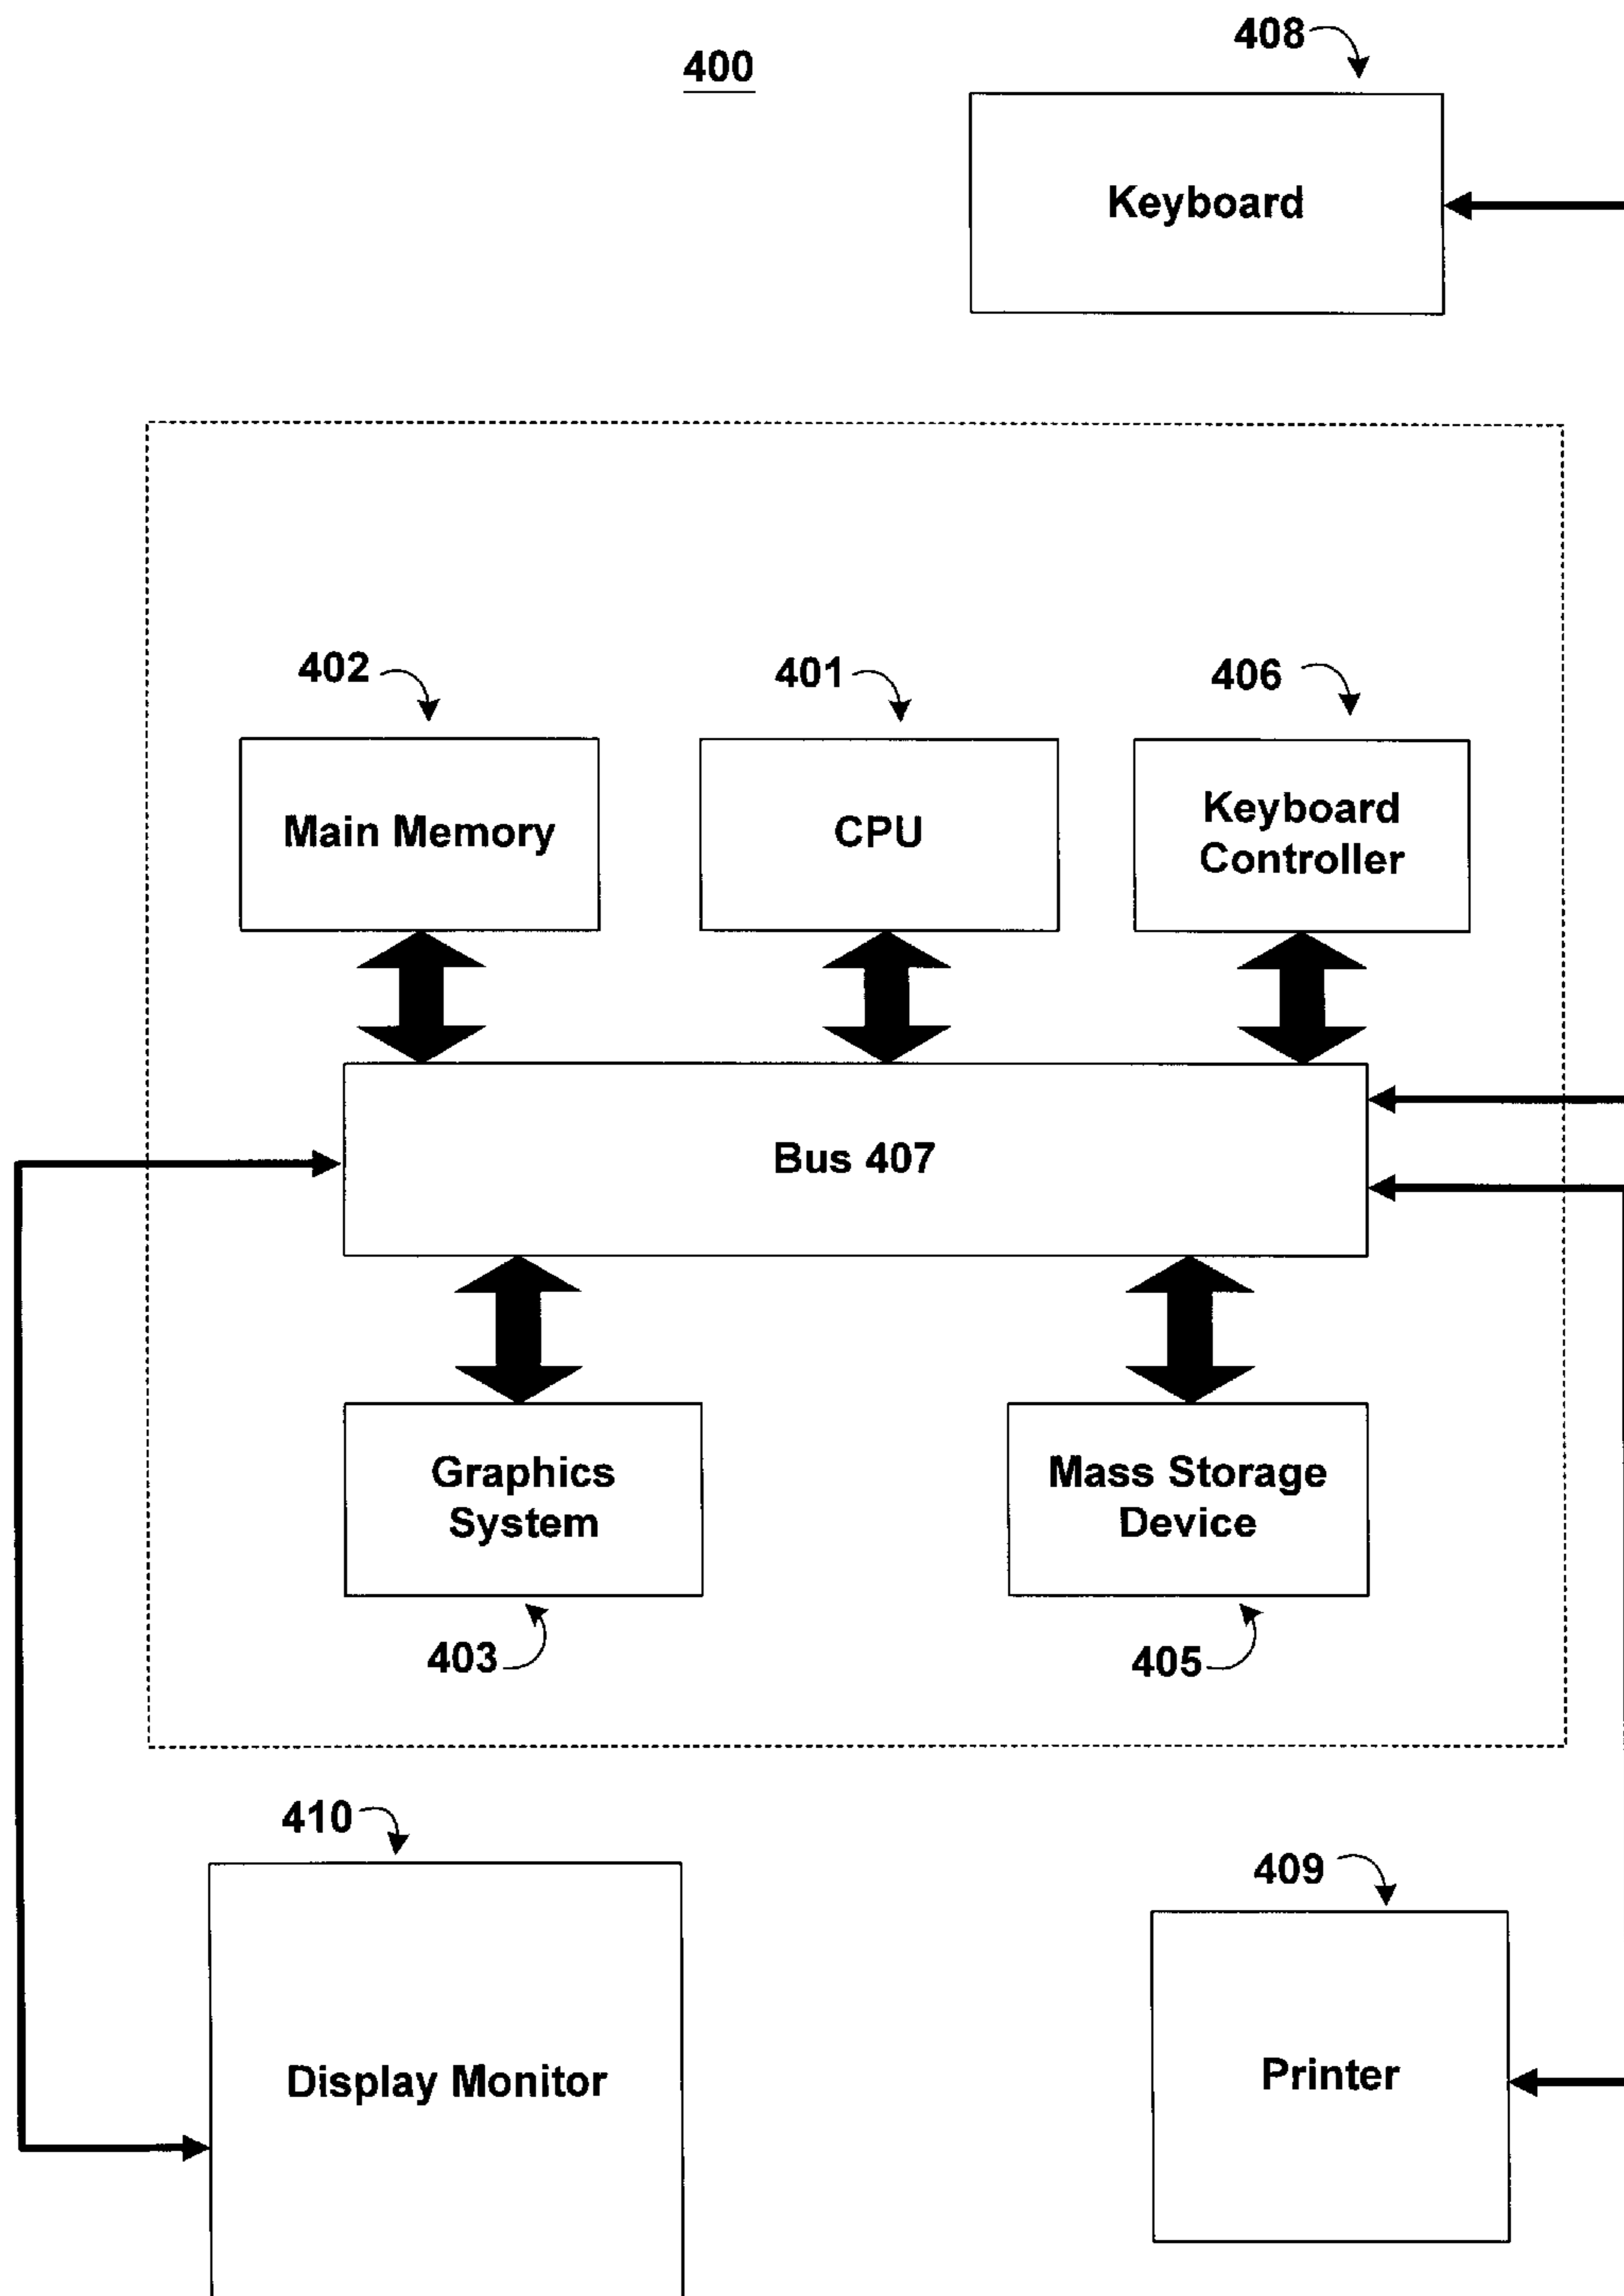 400
408
Keyboard
402
401
406
Main Memory
CPU
Keyboard
Controller
Bus 407
Graphics
System
Mass Storage
Device
403
405
410
409
Display Monitor
Printer